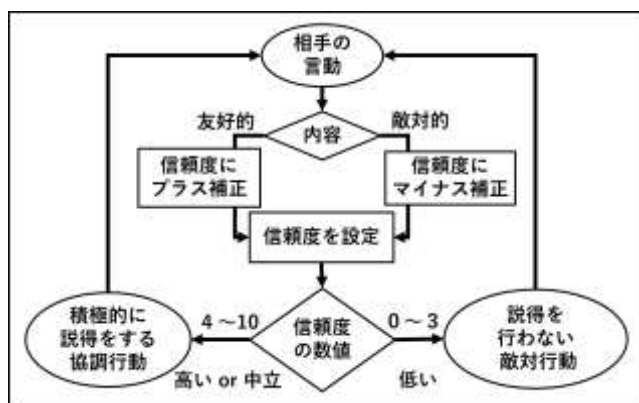 相手の
言動
友好的
内容
敵対的
信頼度に
プラス補正
信頼度に
マイナス補正
信頼度を設定
積極的に
説得をする
協調行動
4 ～10
信頼度
の数値
0 ～ 3
説得を
行わない
敵対行動
高い or 中立
低い